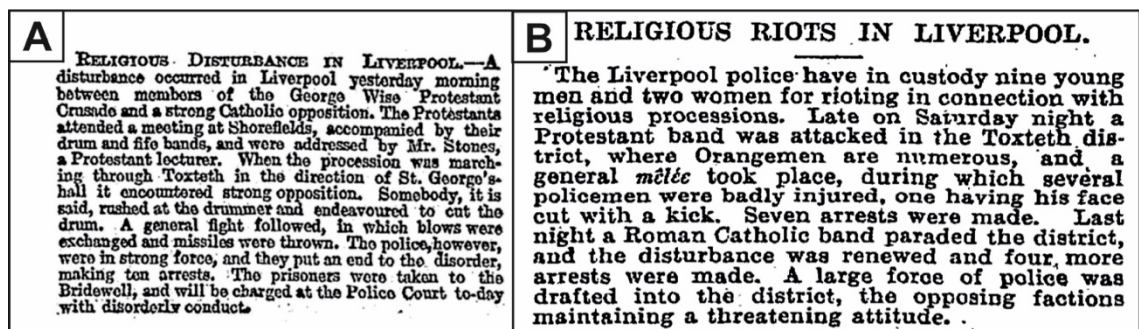 A
RELIGIOUS DISTURBANCE IN LIVERPOOL.—A
disturbance occurred in Liverpool yesterday morning
between members of the George Wise Protestant
Crusade and a strong Catholic opposition. The Protestants
attended a meeting at Shorefields, accompanied by their
drum and fife bands, and were addressed by Mr. Stones,
a Protestant lecturer. When the procession was march-
ing through Toxteth in the direction of St. George's-
hall it encountered strong opposition. Somebody, it is
said, rushed at the drummer and endeavoured to cut the
drum. A general fight followed, in which blows were
exchanged and missiles were thrown. The police, however,
were in strong force, and they put an end to the disorder,
making ten arrests. The prisoners were taken to the
Bridewell, and will be charged at the Police Court to-day
with disorderly conduct.
B
RELIGIOUS RIOTS IN LIVERPOOL.
The Liverpool police have in custody nine young
men and two women for rioting in connection with
religious processions. Late on Saturday night a
Protestant band was attacked in the Toxteth dis-
trict, where Orangemen are numerous, and a
general mêlée took place, during which several
policemen were badly injured, one having his face
cut with a kick. Seven arrests were made. Last
night a Roman Catholic band paraded the district,
and the disturbance was renewed and four more
arrests were made. A large force of police was
drafted into the district, the opposing factions
maintaining a threatening attitude.